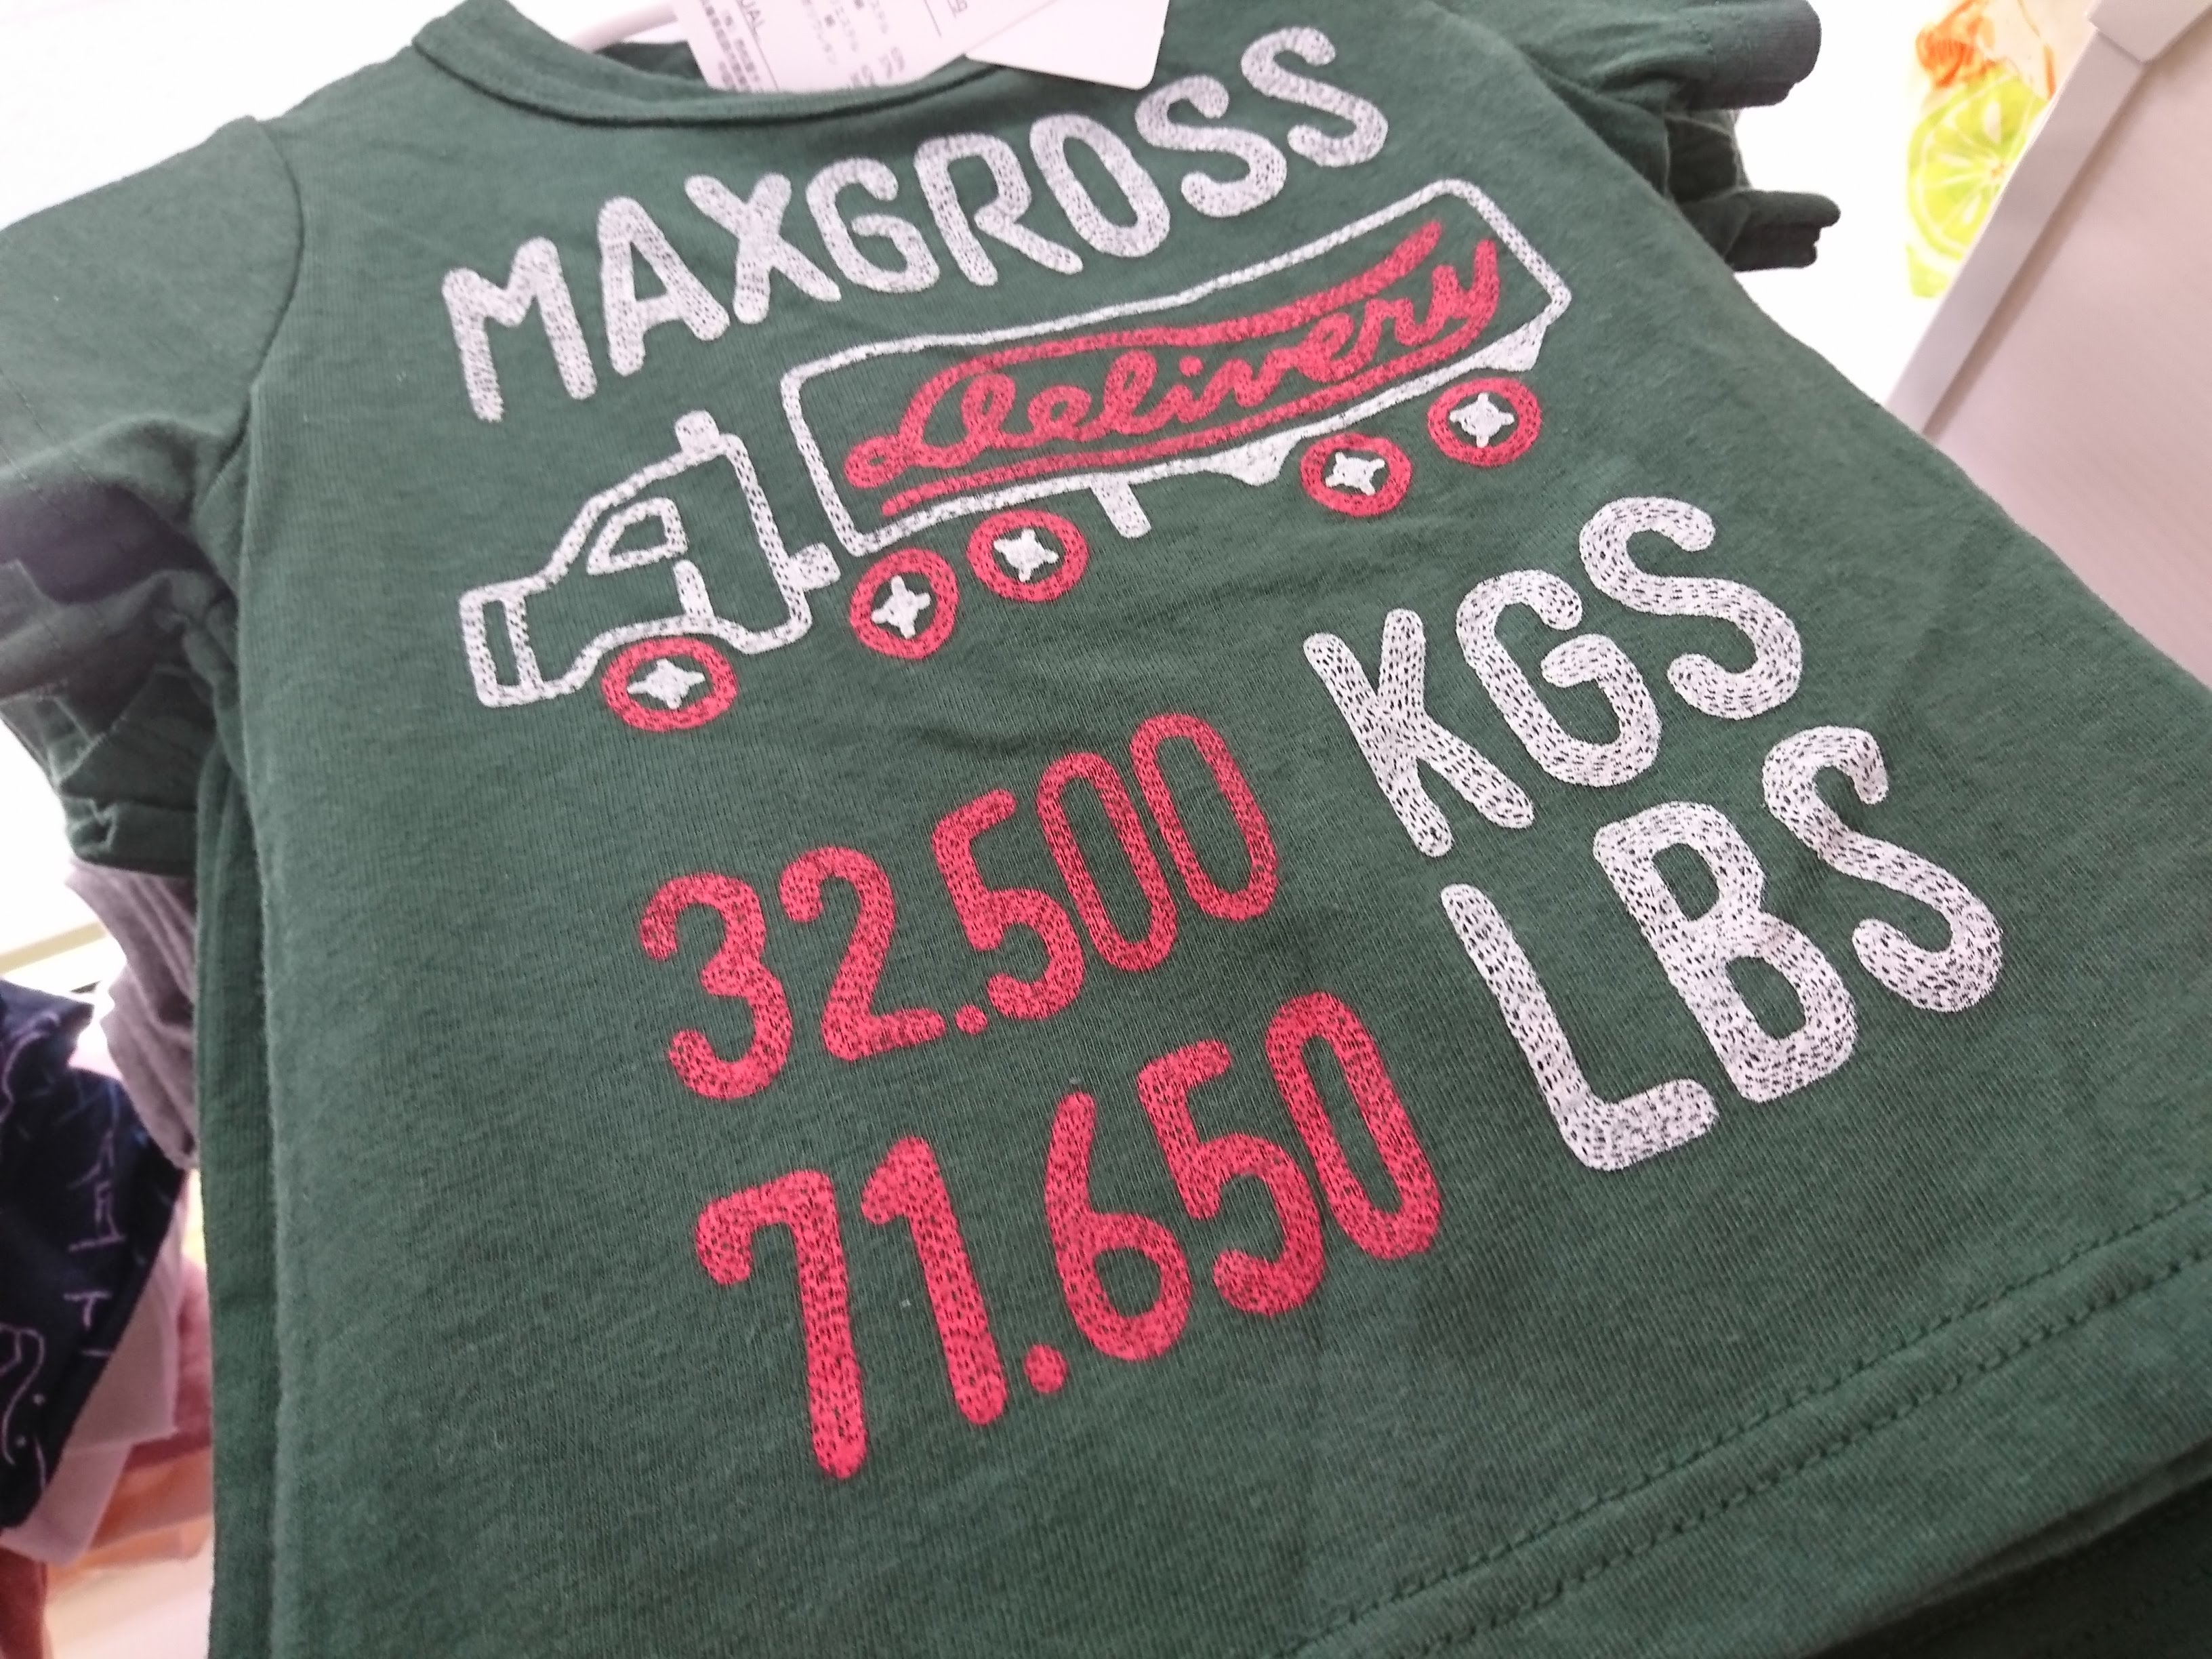 MAXGROSS
Delivery
32.500 KGS
71.650 LBS